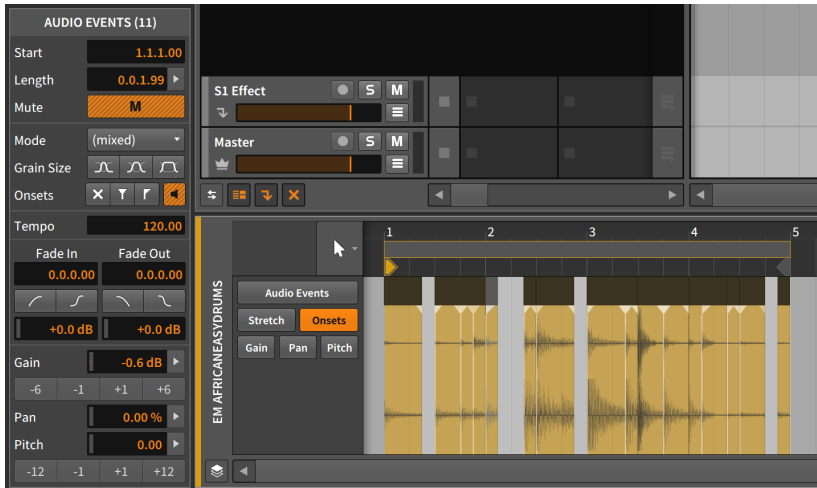 AUDIO EVENTS (11)
Start 1.1.1.00
Length 0.0.1.99
Mute M
Mode (mixed)
Grain Size
Onsets
Tempo 120.00
Fade In Fade Out
0.0.0.00 0.0.0.00
+0.0 dB +0.0 dB
Gain -0.6 dB
-6 -1 +1 +6
Pan 0.00 %
Pitch 0.00
-12 -1 +1 +12
S1 Effect S M
Master S M
1 2 3 4 5
EM AFRICANEASYDRUMS
Audio Events
Stretch Onsets
Gain Pan Pitch